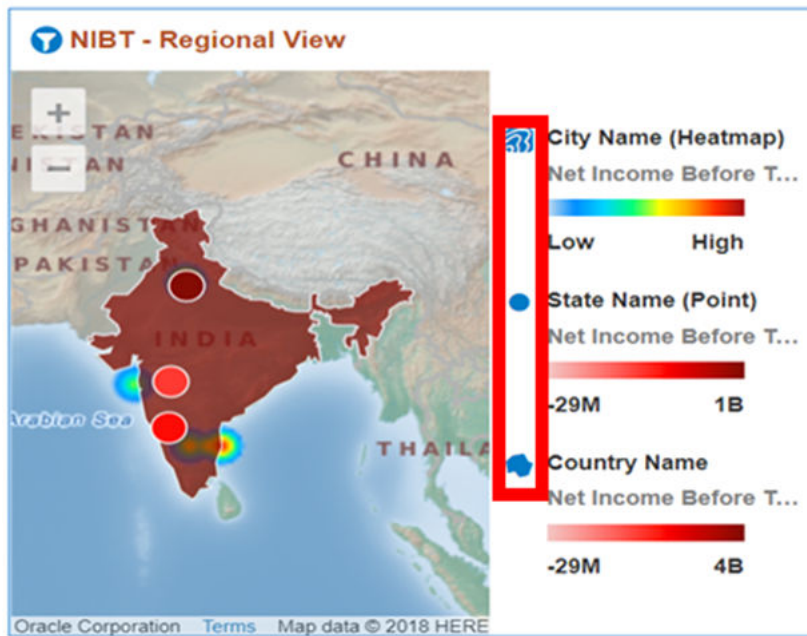 NIBT - Regional View
+
EKISTAN
NISTAN
CHINA
GHANISTAN
PAKISTAN
INDIA
Arabian Sea
THAILA
Oracle Corporation Terms Map data © 2018 HERE
City Name (Heatmap)
Net Income Before T...
Low High
State Name (Point)
Net Income Before T...
-29M 1B
Country Name
Net Income Before T...
-29M 4B